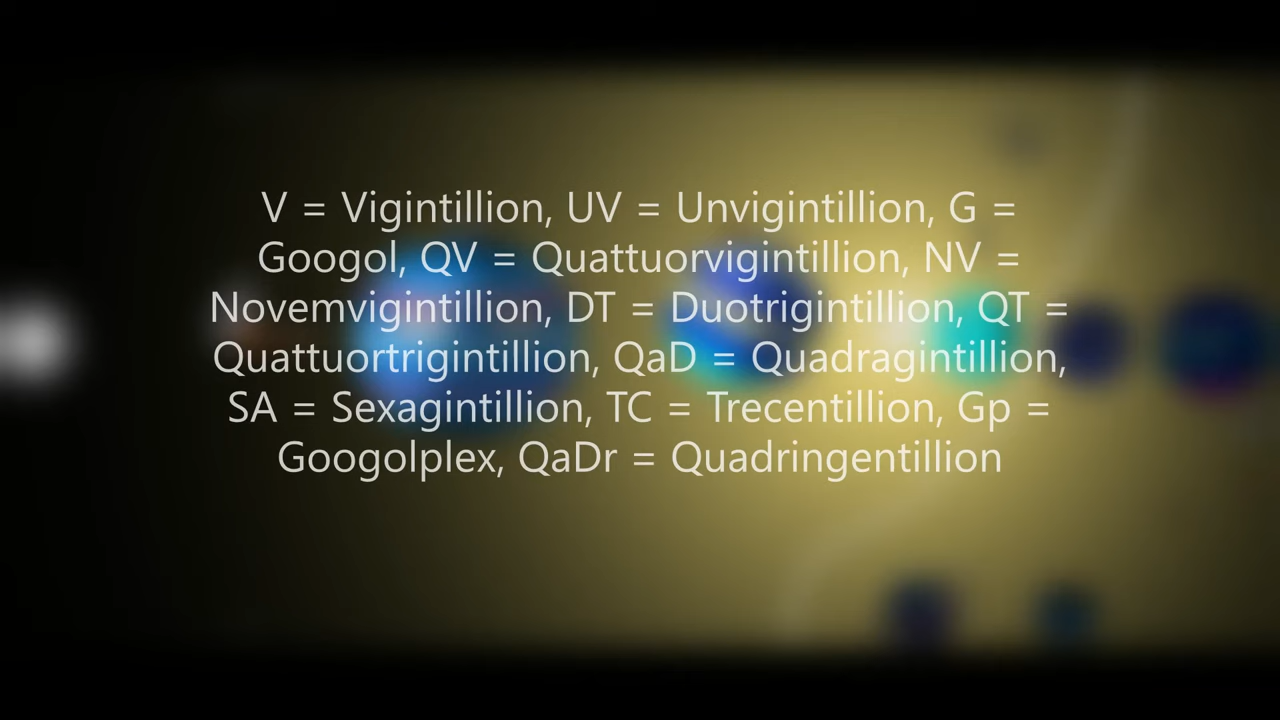 V = Vigintillion, UV = Unvigintillion, G =
Googol, QV = Quattuorvigintillion, NV =
Novemvigintillion, DT = Duotrigintillion, QT =
Quattuortrigintillion, QaD = Quadragintillion,
SA = Sexagintillion, TC = Trecentillion, Gp =
Googolplex, QaDr = Quadringentillion